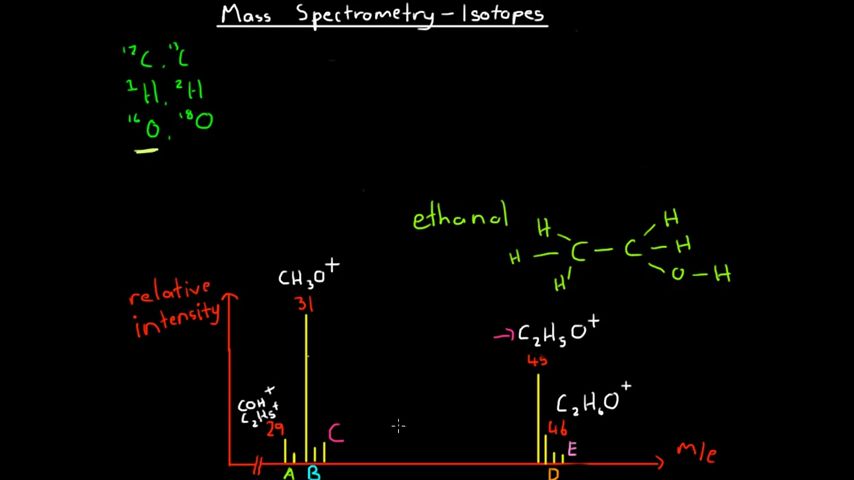 Mass Spectrometry - Isotopes
¹²C, ¹³C
¹H, ²H
¹⁶O, ¹⁸O
ethanol
H H
H — C — C — H
H O — H
relative
intensity
CH₃O⁺
31
COH⁺
C₂H₅⁺
29
A
B
C
→ C₂H₅O⁺
45
C₂H₆O⁺
46
D
E
m/e